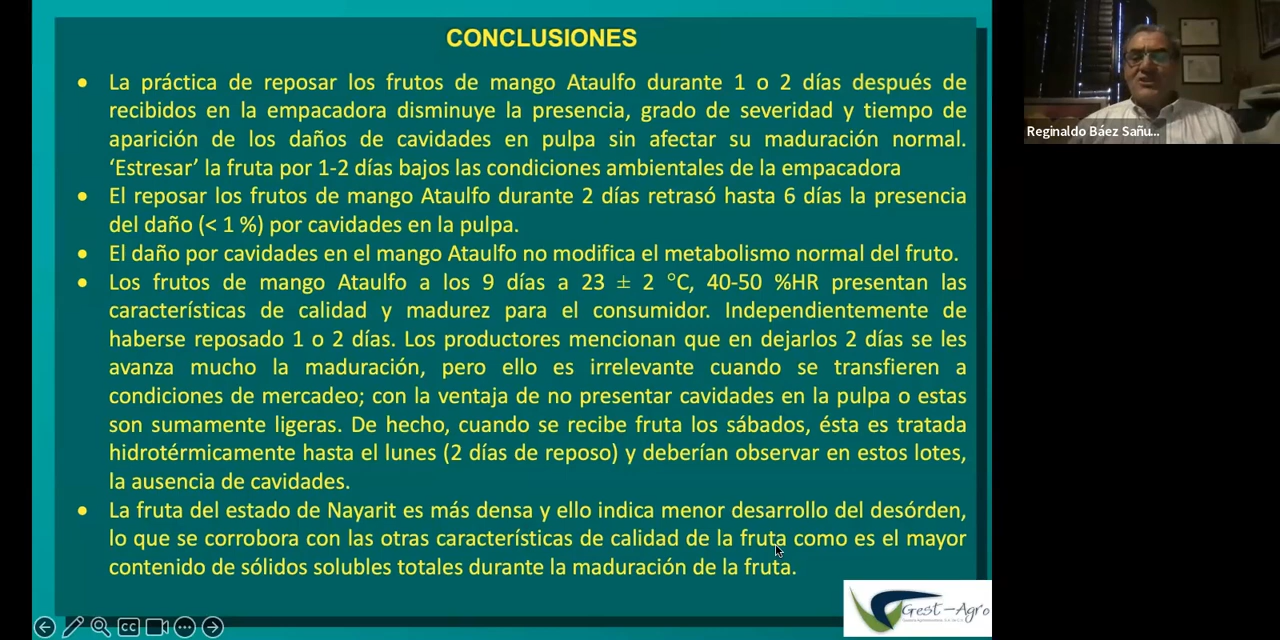 CONCLUSIONES
• La práctica de reposar los frutos de mango Ataulfo durante 1 o 2 días después de
recibidos en la empacadora disminuye la presencia, grado de severidad y tiempo de
aparición de los daños de cavidades en pulpa sin afectar su maduración normal.
‘Estresar’ la fruta por 1-2 días bajos las condiciones ambientales de la empacadora
• El reposar los frutos de mango Ataulfo durante 2 días retrasó hasta 6 días la presencia
del daño (< 1 %) por cavidades en la pulpa.
• El daño por cavidades en el mango Ataulfo no modifica el metabolismo normal del fruto.
• Los frutos de mango Ataulfo a los 9 días a 23 ± 2 °C, 40-50 %HR presentan las
características de calidad y madurez para el consumidor. Independientemente de
haberse reposado 1 o 2 días. Los productores mencionan que en dejarlos 2 días se les
avanza mucho la maduración, pero ello es irrelevante cuando se transfieren a
condiciones de mercadeo; con la ventaja de no presentar cavidades en la pulpa o estas
son sumamente ligeras. De hecho, cuando se recibe fruta los sábados, ésta es tratada
hidrotérmicamente hasta el lunes (2 días de reposo) y deberían observar en estos lotes,
la ausencia de cavidades.
• La fruta del estado de Nayarit es más densa y ello indica menor desarrollo del desórden,
lo que se corrobora con las otras características de calidad de la fruta como es el mayor
contenido de sólidos solubles totales durante la maduración de la fruta.
Grest-Agro
CC
Reginaldo Báez Sañu...